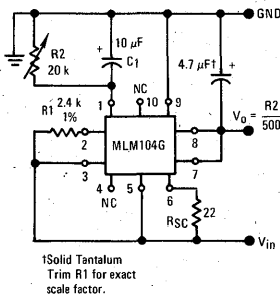 GND
R2
20 k
+
10 µF
C1
4.7 µF†
+
NC
1
10
9
R1 2.4 k
1%
2
MLM104G
8
Vo = R2
500
3
7
4
NC
5
6
RSC
22
Vin
†Solid Tantalum
Trim R1 for exact
scale factor.